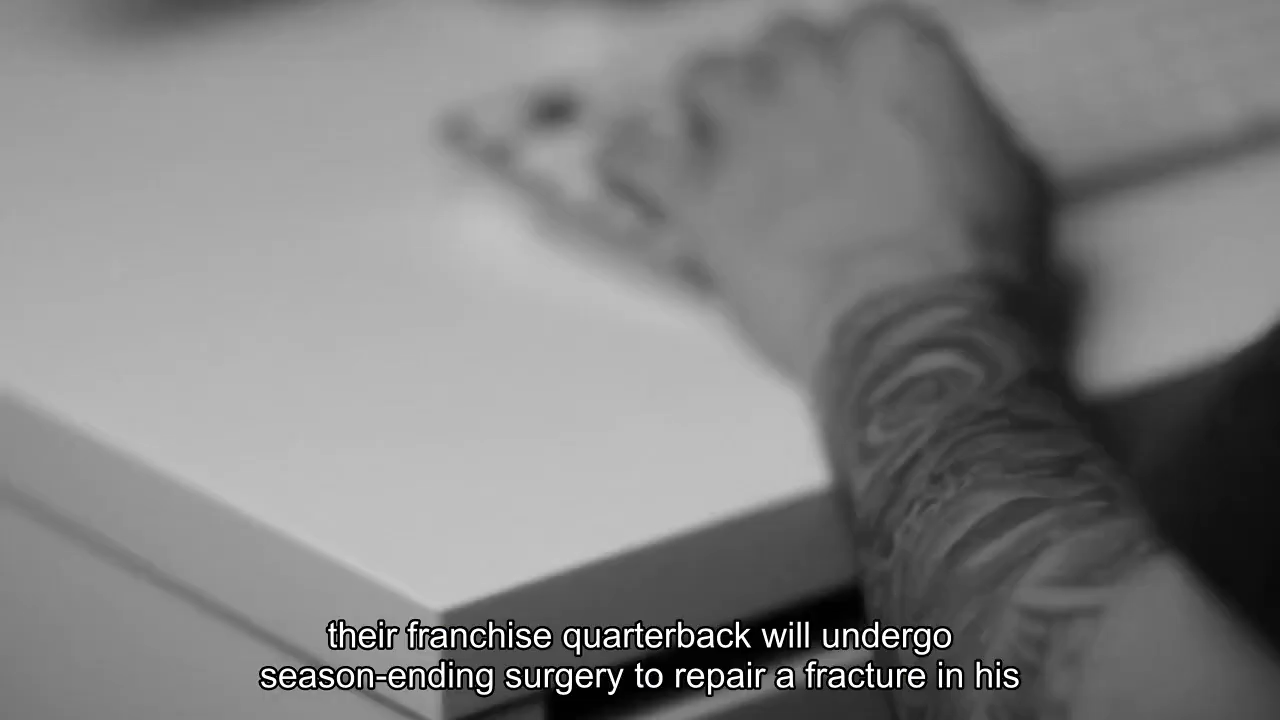 their franchise quarterback will undergo
season-ending surgery to repair a fracture in his